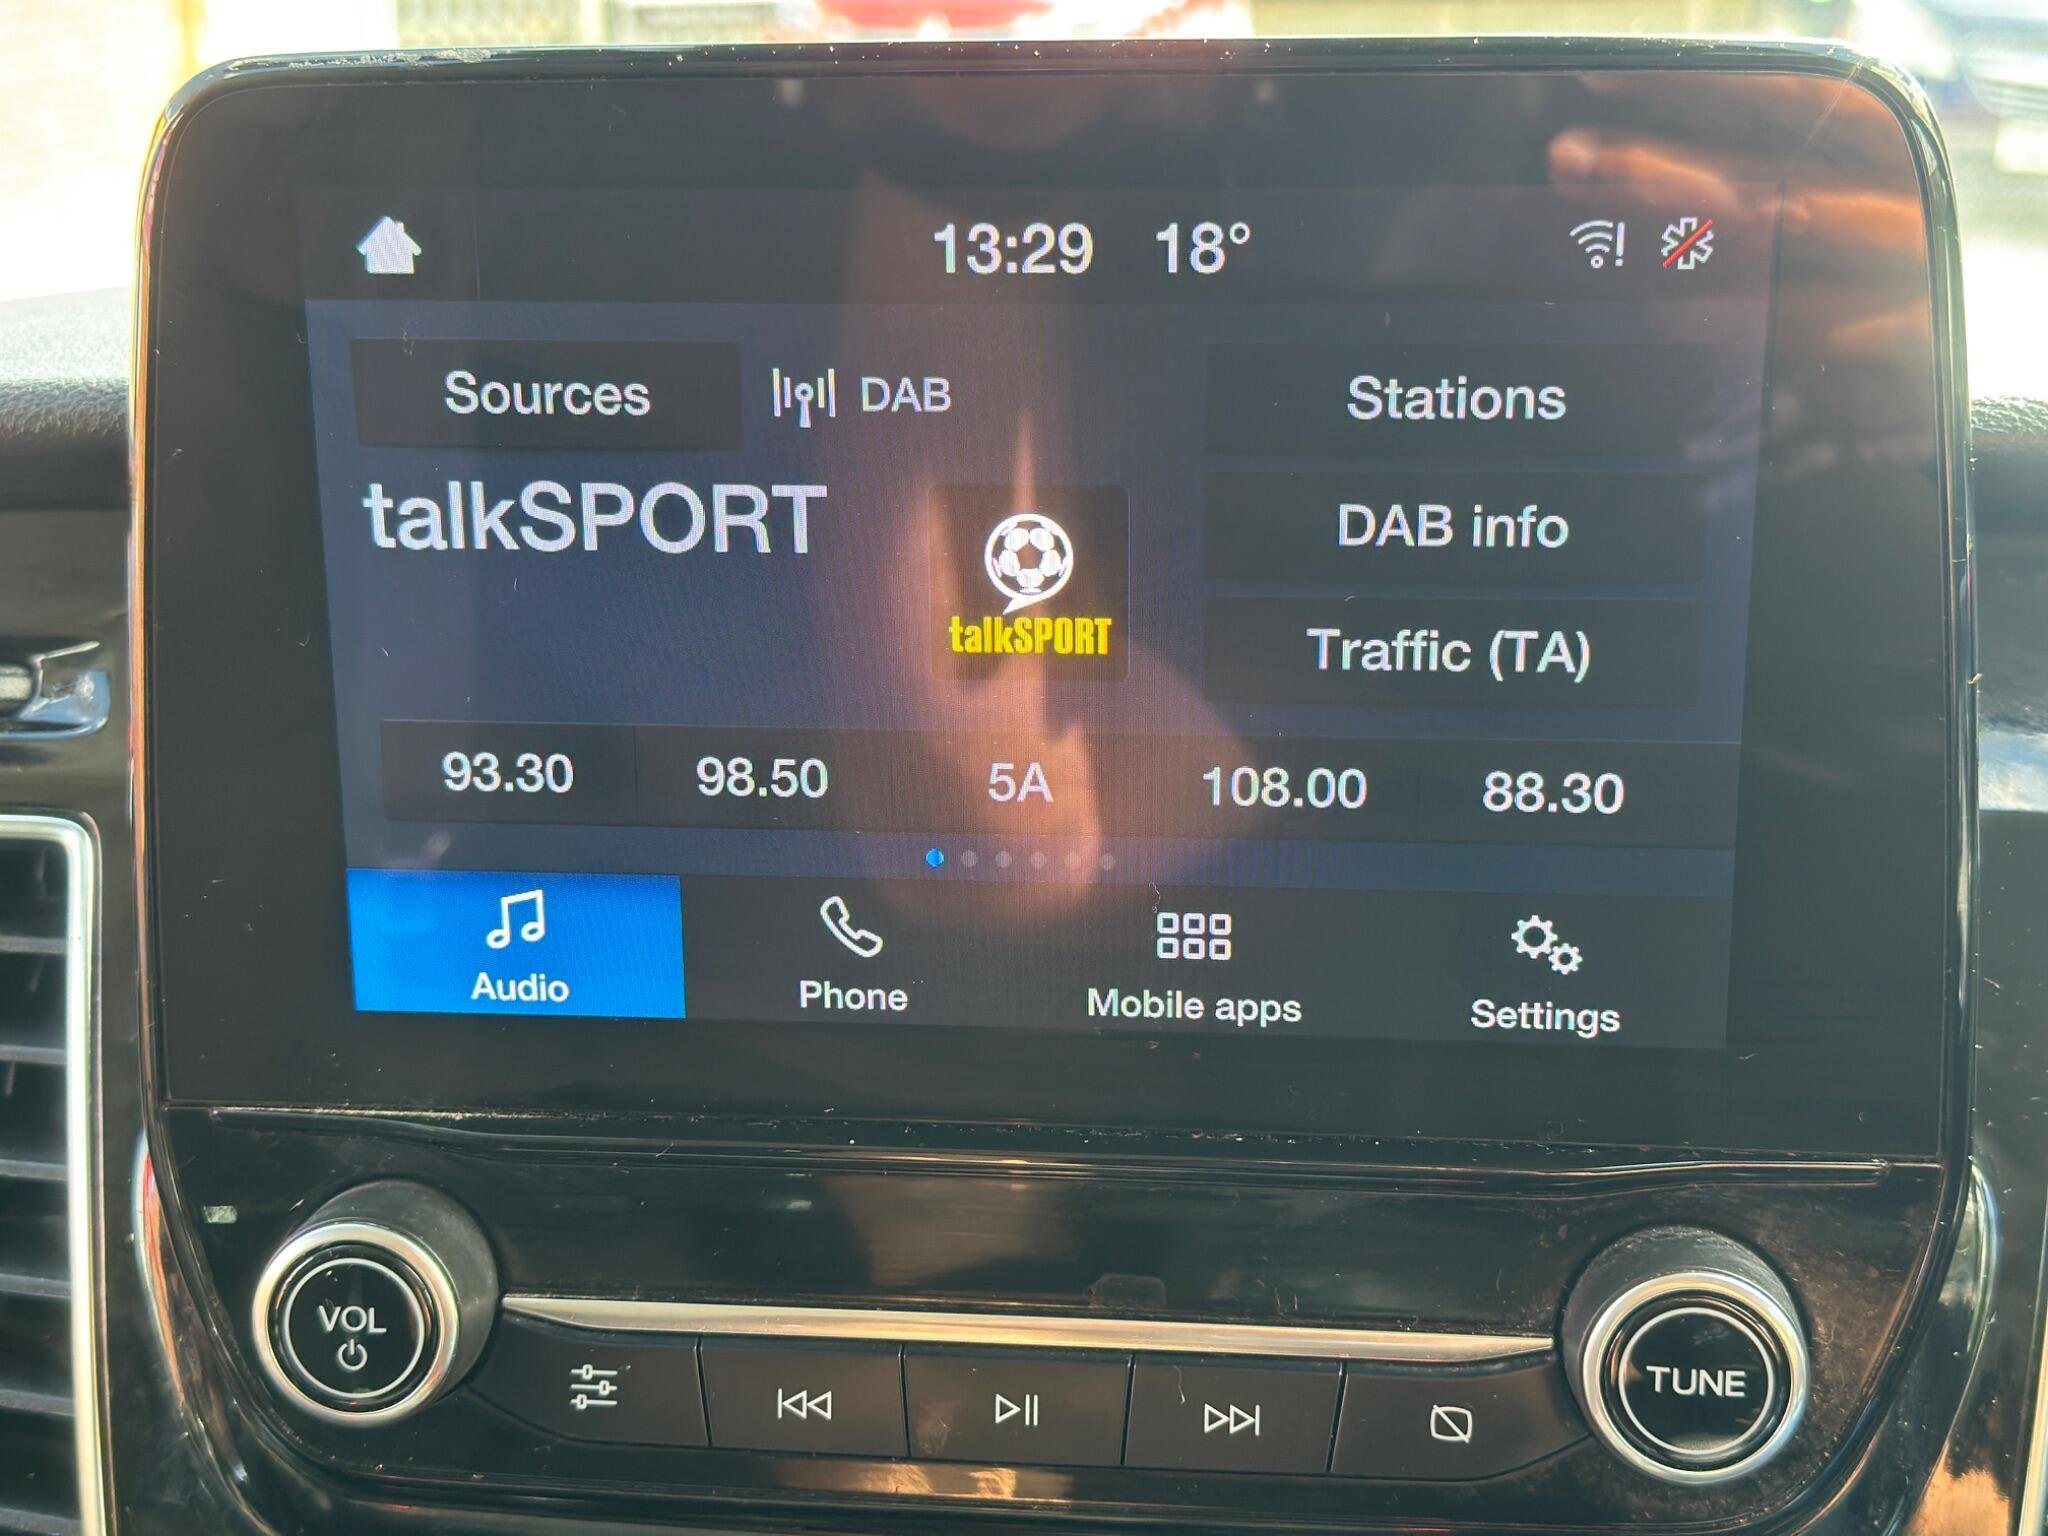 13:29 18°
Sources DAB Stations
talkSPORT
DAB info
talkSPORT
Traffic (TA)
93.30 98.50 5A 108.00 88.30
Audio Phone Mobile apps Settings
VOL
TUNE